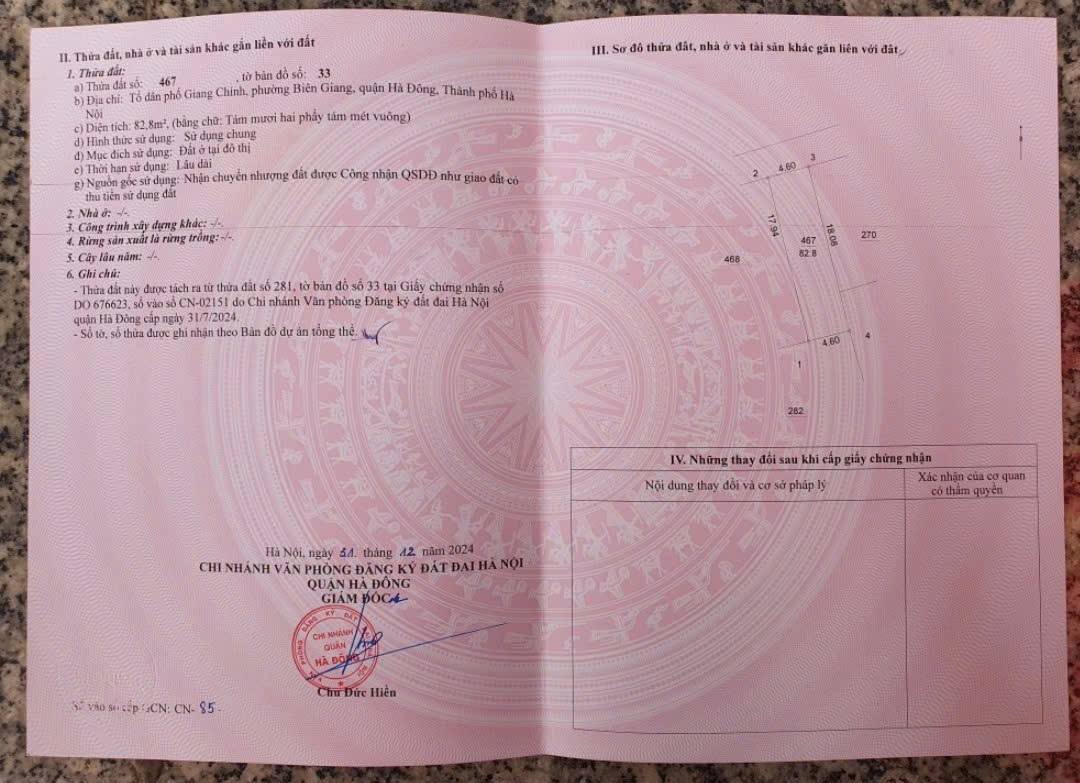 II. Thửa đất, nhà ở và tài sản khác gắn liền với đất
1. Thửa đất:
a) Thửa đất số: 467 , tờ bản đồ số: 33
b) Địa chỉ: Tổ dân phố Giang Chính, phường Biên Giang, quận Hà Đông, Thành phố Hà
Nội
c) Diện tích: 82,8m², (bằng chữ: Tám mươi hai phẩy tám mét vuông)
d) Hình thức sử dụng: Sử dụng chung
đ) Mục đích sử dụng: Đất ở tại đô thị
e) Thời hạn sử dụng: Lâu dài
g) Nguồn gốc sử dụng: Nhận chuyển nhượng đất được Công nhận QSDĐ như giao đất có
thu tiền sử dụng đất
2. Nhà ở: -/-.
3. Công trình xây dựng khác: -/-.
4. Rừng sản xuất là rừng trồng: -/-.
5. Cây lâu năm: -/-.
6. Ghi chú:
- Thửa đất này được tách ra từ thửa đất số 281, tờ bản đồ số 33 tại Giấy chứng nhận số
DO 676623, số vào sổ CN-02151 do Chi nhánh Văn phòng Đăng ký đất đai Hà Nội
quận Hà Đông cấp ngày 31/7/2024.
- Số tờ, số thửa được ghi nhận theo Bản đồ dự án tổng thể.
Hà Nội, ngày 31 tháng 12 năm 2024
CHI NHÁNH VĂN PHÒNG ĐĂNG KÝ ĐẤT ĐAI HÀ NỘI
QUẬN HÀ ĐÔNG
GIÁM ĐỐC
CHI NHÁNH
QUẬN
HÀ ĐÔNG
Chu Đức Hiền
Số vào sổ cấp GCN: CN- 85.
III. Sơ đồ thửa đất, nhà ở và tài sản khác gắn liền với đất
2
4.60
3
17.94
18.06
467
82.8
270
468
4.60
4
1
282
IV. Những thay đổi sau khi cấp giấy chứng nhận
Nội dung thay đổi và cơ sở pháp lý
Xác nhận của cơ quan
có thẩm quyền